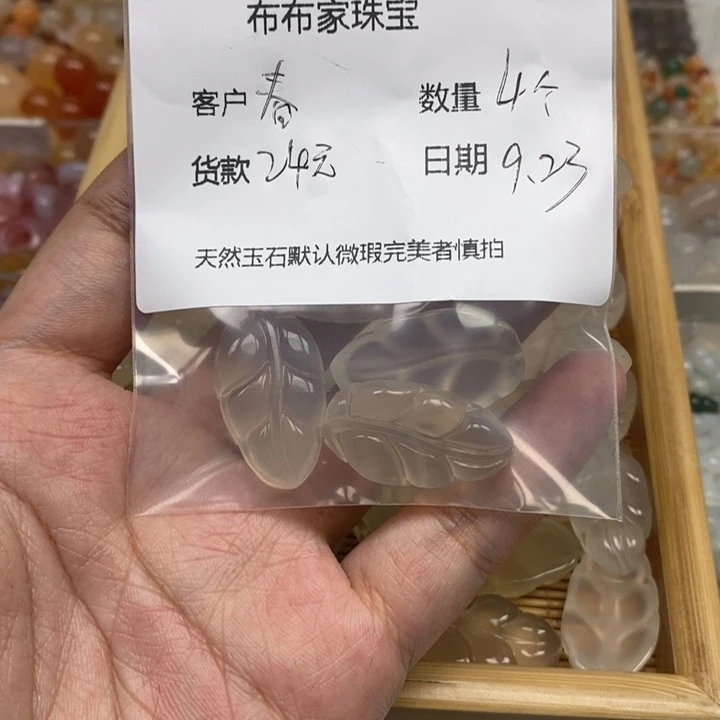 布布家珠宝
客户 春 数量 4个
货款 24元 日期 9.23
天然玉石默认微瑕完美者慎拍